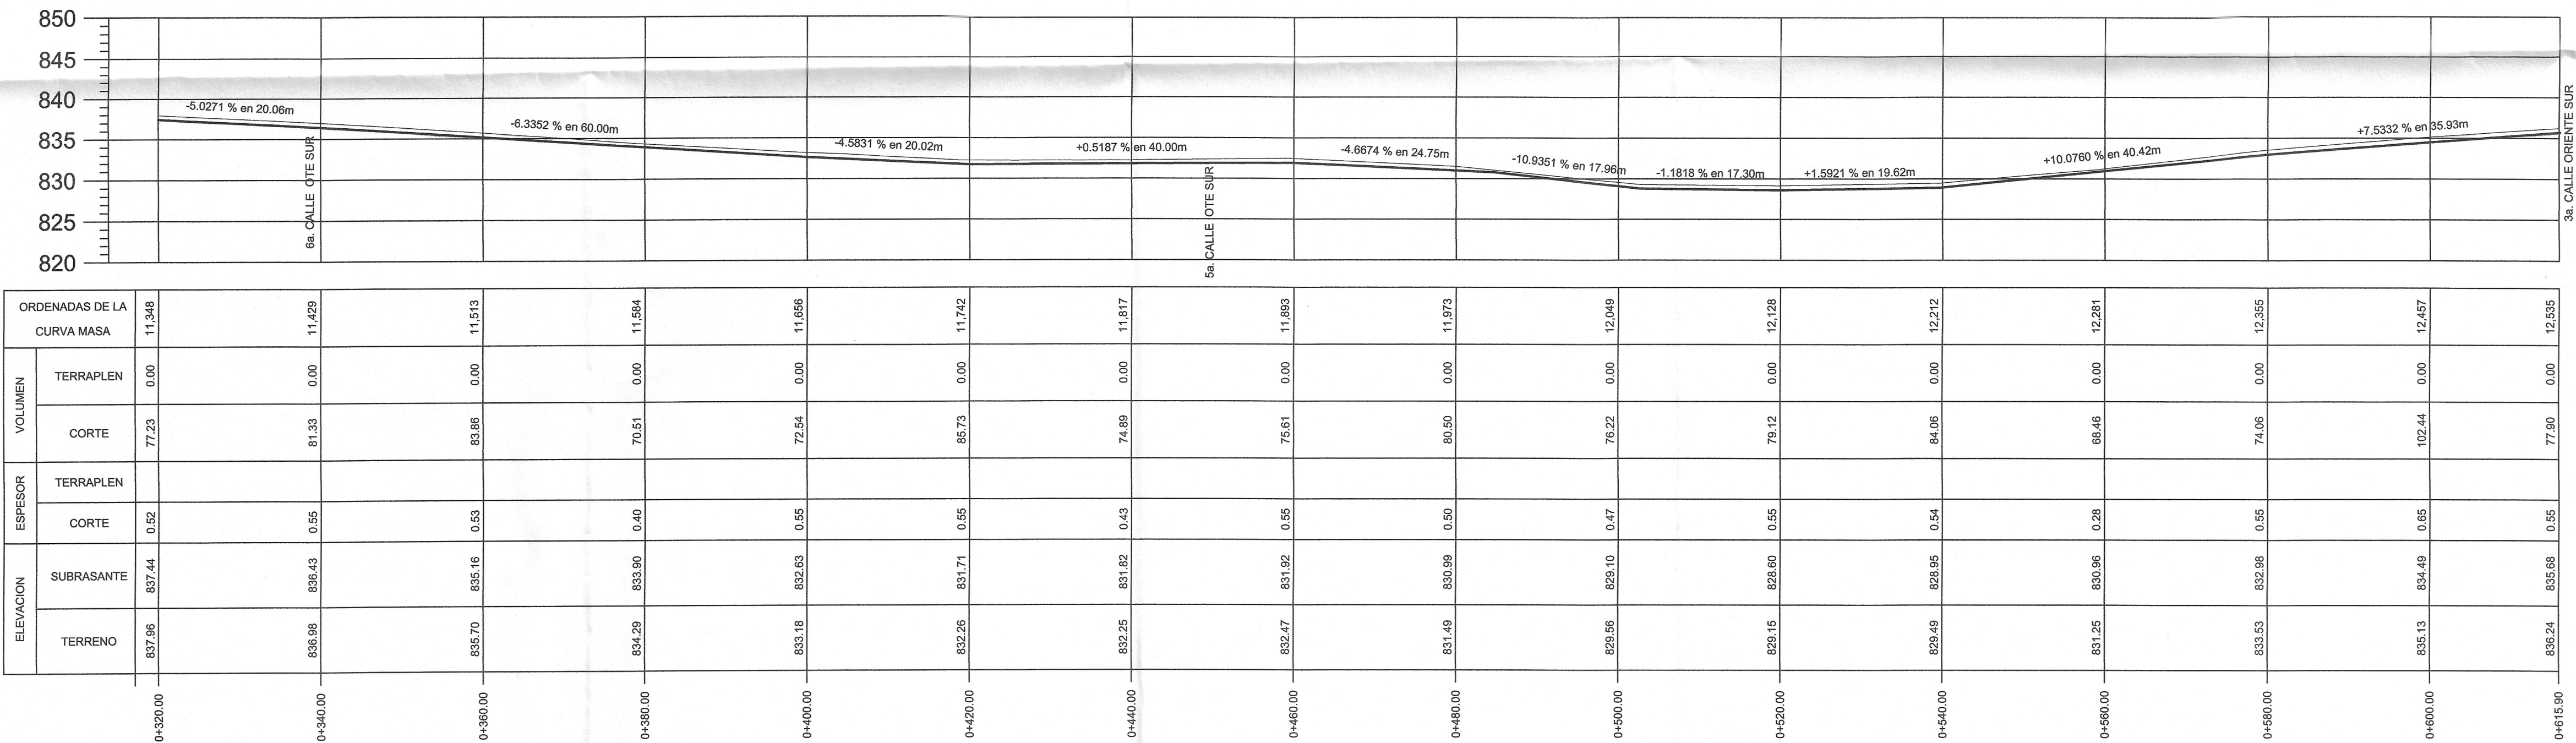 850
845
840
835
830
825
820
-5.0271 % en 20.06m
-6.3352 % en 60.00m
-4.5831 % en 20.02m
+0.5187 % en 40.00m
-4.6674 % en 24.75m
-10.9351 % en 17.96m
-1.1818 % en 17.30m
+1.5921 % en 19.62m
+10.0760 % en 40.42m
+7.5332 % en 35.93m
6a. CALLE OTE SUR
5a. CALLE OTE SUR
3a. CALLE ORIENTE SUR
ORDENADAS DE LA
CURVA MASA
11,348 11,429 11,513 11,584 11,656 11,742 11,817 11,893 11,973 12,049 12,128 12,212 12,281 12,355 12,457 12,535
VOLUMEN
TERRAPLEN
0.00 0.00 0.00 0.00 0.00 0.00 0.00 0.00 0.00 0.00 0.00 0.00 0.00 0.00 0.00 0.00
CORTE
77.23 81.33 83.86 70.51 72.54 85.73 74.89 75.61 80.50 76.22 79.12 84.06 68.46 74.06 102.44 77.90
ESPESOR
TERRAPLEN
CORTE
0.52 0.55 0.53 0.40 0.55 0.55 0.43 0.55 0.50 0.47 0.55 0.54 0.28 0.55 0.65 0.55
ELEVACION
SUBRASANTE
837.44 836.43 835.16 833.90 832.63 831.71 831.82 831.92 830.99 829.10 828.60 828.95 830.96 832.98 834.49 835.68
TERRENO
837.96 836.98 835.70 834.29 833.18 832.26 832.25 832.47 831.49 829.56 829.15 829.49 831.25 833.53 835.13 836.24
0+320.00 0+340.00 0+360.00 0+380.00 0+400.00 0+420.00 0+440.00 0+460.00 0+480.00 0+500.00 0+520.00 0+540.00 0+560.00 0+580.00 0+600.00 0+615.90